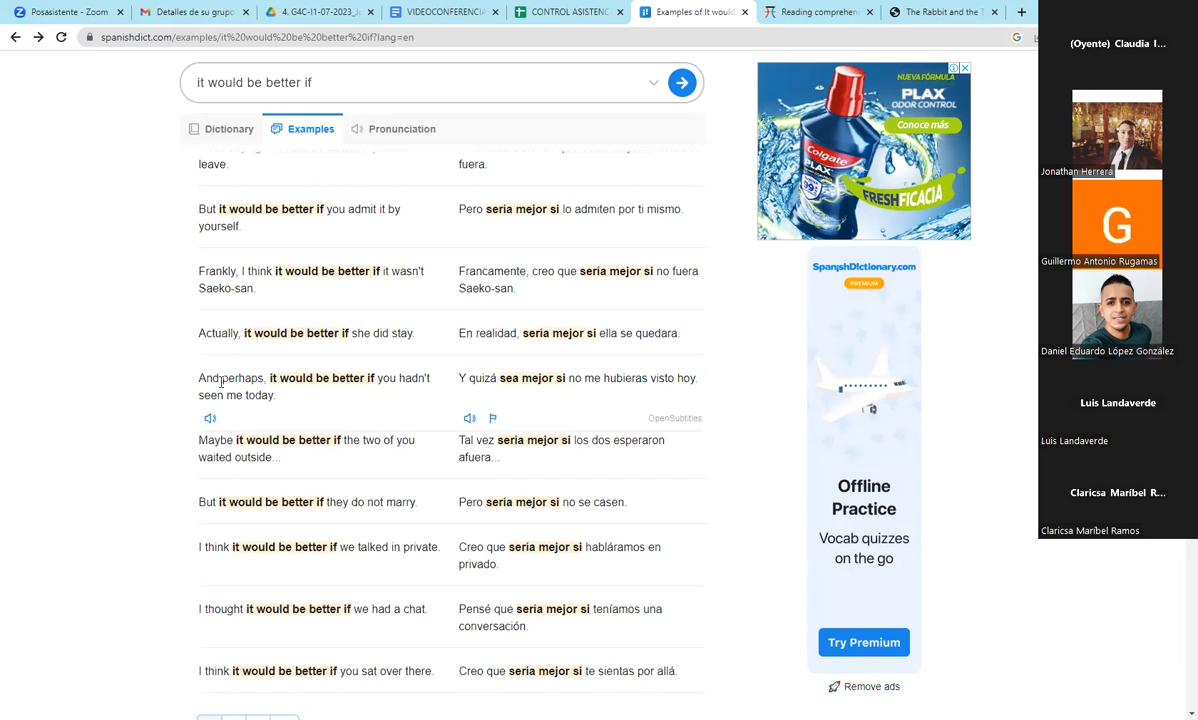 Posasistente - Zoom
Detalles de su grupo
4. G4C-I1-07-2023_
VIDEOCONFERENCIA
CONTROL ASISTENC
Examples of It would
Reading comprehen
The Rabbit and the T
spanishdict.com/examples/it%20would%20be%20better%20if?lang=en
it would be better if
Dictionary
Examples
Pronunciation
leave.
fuera.
But it would be better if you admit it by
yourself.
Pero sería mejor si lo admiten por ti mismo.
Frankly, I think it would be better if it wasn't
Saeko-san.
Francamente, creo que sería mejor si no fuera
Saeko-san.
Actually, it would be better if she did stay.
En realidad, sería mejor si ella se quedara.
And perhaps, it would be better if you hadn't
seen me today.
Y quizá sea mejor si no me hubieras visto hoy.
OpenSubtitles
Maybe it would be better if the two of you
waited outside...
Tal vez sería mejor si los dos esperaron
afuera...
But it would be better if they do not marry.
Pero sería mejor si no se casen.
I think it would be better if we talked in private.
Creo que sería mejor si habláramos en
privado.
I thought it would be better if we had a chat.
Pensé que sería mejor si teníamos una
conversación.
I think it would be better if you sat over there.
Creo que sería mejor si te sientas por allá.
NUEVA FÓRMULA
PLAX
ODOR CONTROL
Conoce más
Colgate
PLAX
99%
FRESHFICACIA
SpanishDictionary.com
PREMIUM
Offline
Practice
Vocab quizzes
on the go
Try Premium
Remove ads
(Oyente) Claudia I...
Jonathan Herrera
G
Guillermo Antonio Rugamas
Daniel Eduardo López González
Luis Landaverde
Luis Landaverde
Claricsa Maríbel R...
Claricsa Maríbel Ramos